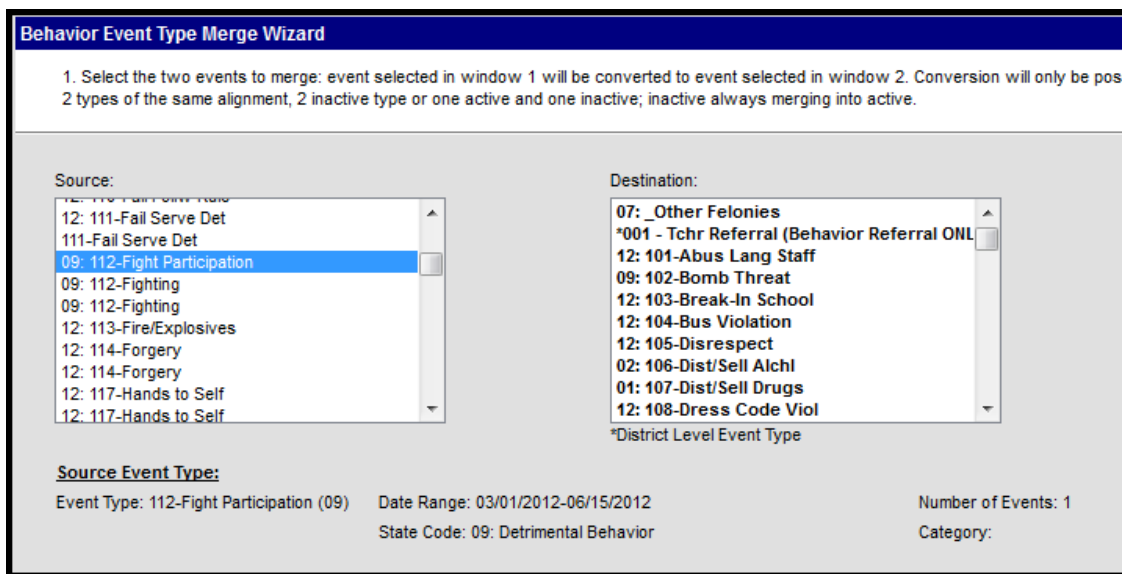 Behavior Event Type Merge Wizard
1. Select the two events to merge: event selected in window 1 will be converted to event selected in window 2. Conversion will only be pos
2 types of the same alignment, 2 inactive type or one active and one inactive; inactive always merging into active.
Source:
12: 111-Fail Serve Det
111-Fail Serve Det
09: 112-Fight Participation
09: 112-Fighting
09: 112-Fighting
12: 113-Fire/Explosives
12: 114-Forgery
12: 114-Forgery
12: 117-Hands to Self
12: 117-Hands to Self
Destination:
07: _Other Felonies
*001 - Tchr Referral (Behavior Referral ONL
12: 101-Abus Lang Staff
09: 102-Bomb Threat
12: 103-Break-In School
12: 104-Bus Violation
12: 105-Disrespect
02: 106-Dist/Sell Alchl
01: 107-Dist/Sell Drugs
12: 108-Dress Code Viol
*District Level Event Type
Source Event Type:
Event Type: 112-Fight Participation (09) Date Range: 03/01/2012-06/15/2012 Number of Events: 1
State Code: 09: Detrimental Behavior Category: